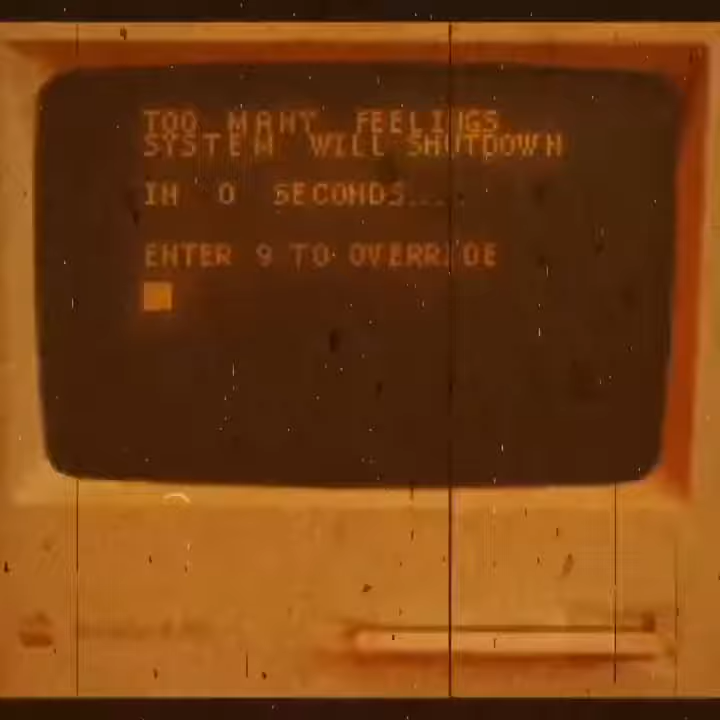 TOO MANY FEELINGS
SYSTEM WILL SHUTDOWN
IN 0 SECONDS....
ENTER 9 TO OVERRIDE